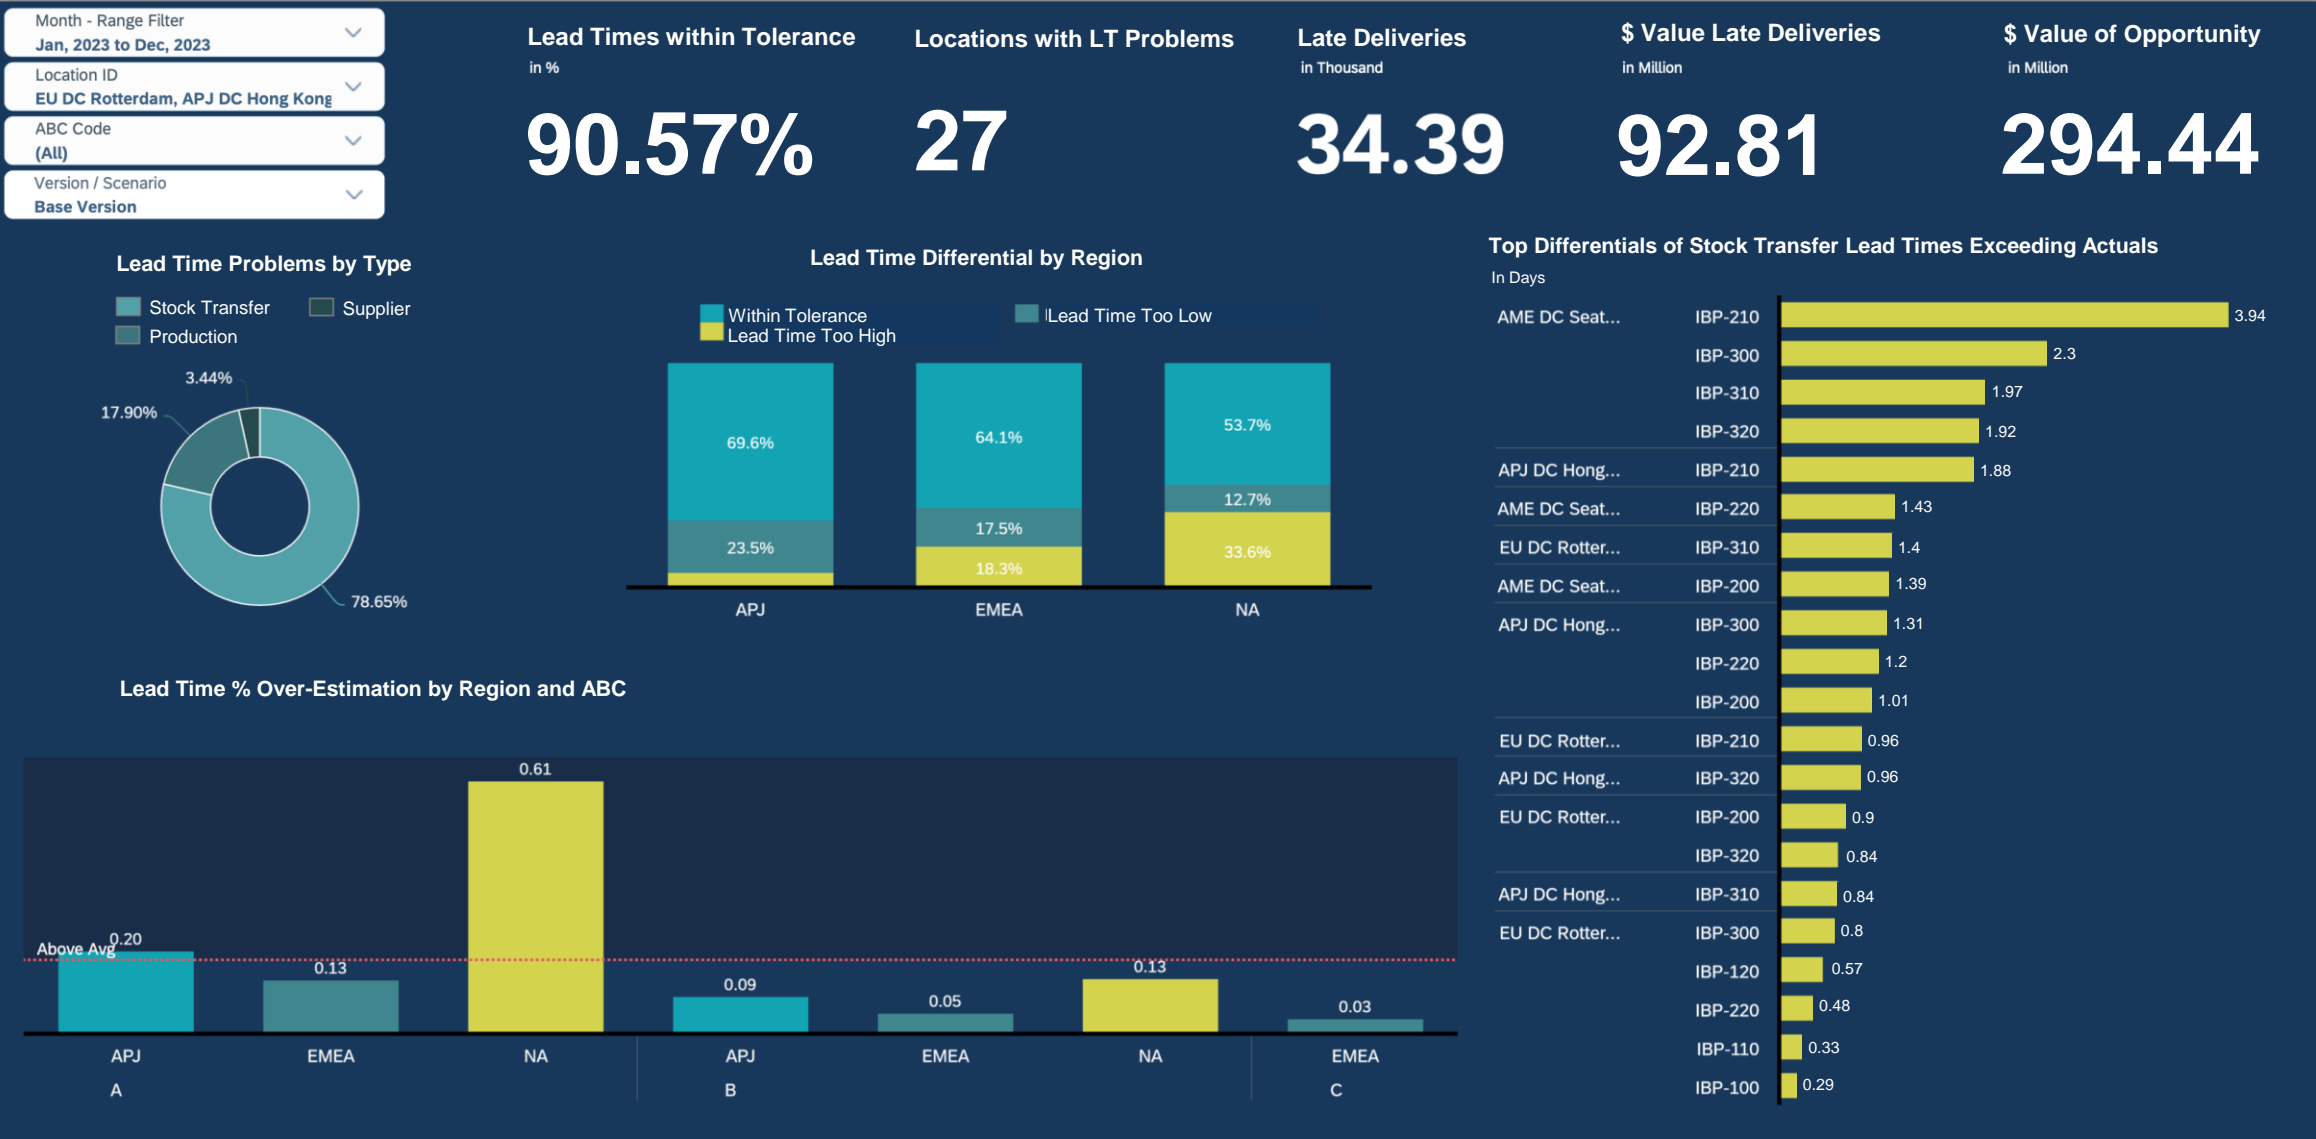 Month - Range Filter
Jan, 2023 to Dec, 2023
Location ID
EU DC Rotterdam, APJ DC Hong Kong
ABC Code
(All)
Version / Scenario
Base Version
Lead Times within Tolerance
in %
90.57%
Locations with LT Problems
27
Late Deliveries
in Thousand
34.39
$ Value Late Deliveries
in Million
92.81
$ Value of Opportunity
in Million
294.44
Lead Time Problems by Type
Stock Transfer
Supplier
Production
3.44%
17.90%
78.65%
Lead Time Differential by Region
Within Tolerance
Lead Time Too Low
Lead Time Too High
69.6%
64.1%
53.7%
12.7%
23.5%
17.5%
18.3%
33.6%
APJ
EMEA
NA
Lead Time % Over-Estimation by Region and ABC
Above Avg
0.20
0.13
0.61
0.09
0.05
0.13
0.03
APJ
EMEA
NA
APJ
EMEA
NA
EMEA
A
B
C
Top Differentials of Stock Transfer Lead Times Exceeding Actuals
In Days
AME DC Seat... IBP-210 3.94
IBP-300 2.3
IBP-310 1.97
IBP-320 1.92
APJ DC Hong... IBP-210 1.88
AME DC Seat... IBP-220 1.43
EU DC Rotter... IBP-310 1.4
AME DC Seat... IBP-200 1.39
APJ DC Hong... IBP-300 1.31
IBP-220 1.2
IBP-200 1.01
EU DC Rotter... IBP-210 0.96
APJ DC Hong... IBP-320 0.96
EU DC Rotter... IBP-200 0.9
IBP-320 0.84
APJ DC Hong... IBP-310 0.84
EU DC Rotter... IBP-300 0.8
IBP-120 0.57
IBP-220 0.48
IBP-110 0.33
IBP-100 0.29